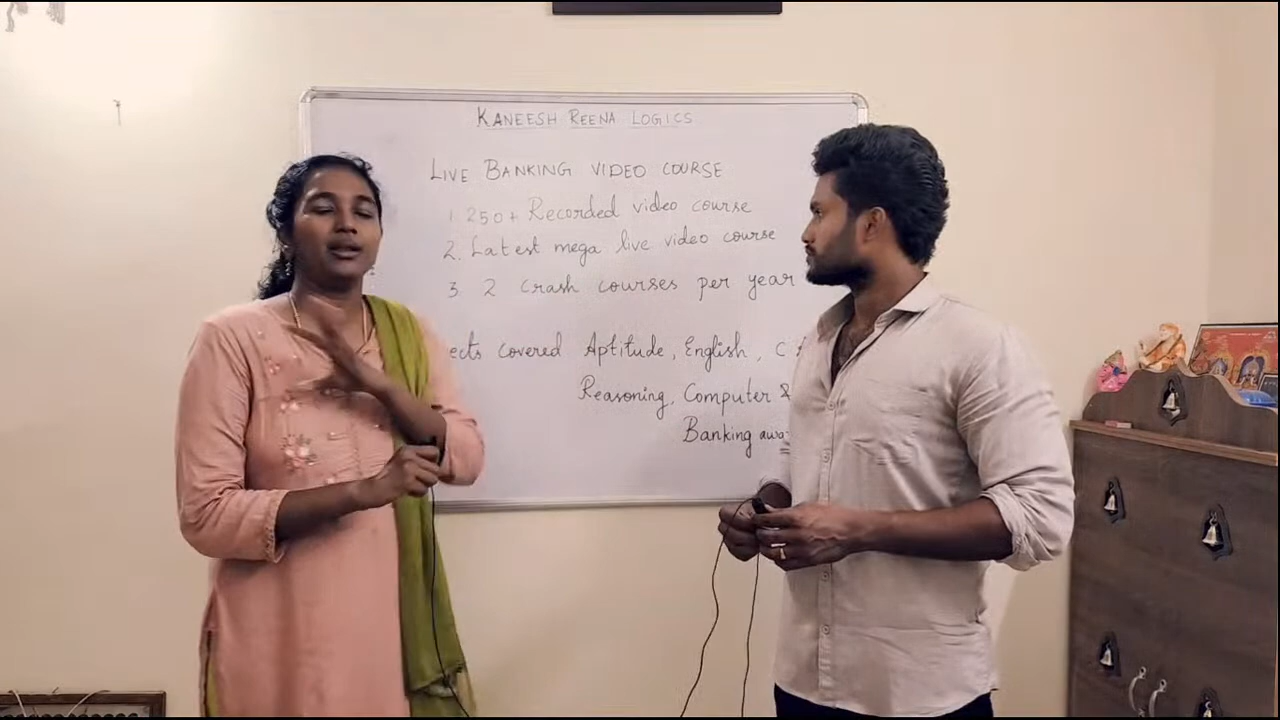 KANEESH REENA LOGICS
LIVE BANKING VIDEO COURSE
1. 250+ Recorded video course
2. Latest mega live video course
3. 2 crash courses per year
covered Aptitude, English,
Reasoning, Computer &
Banking